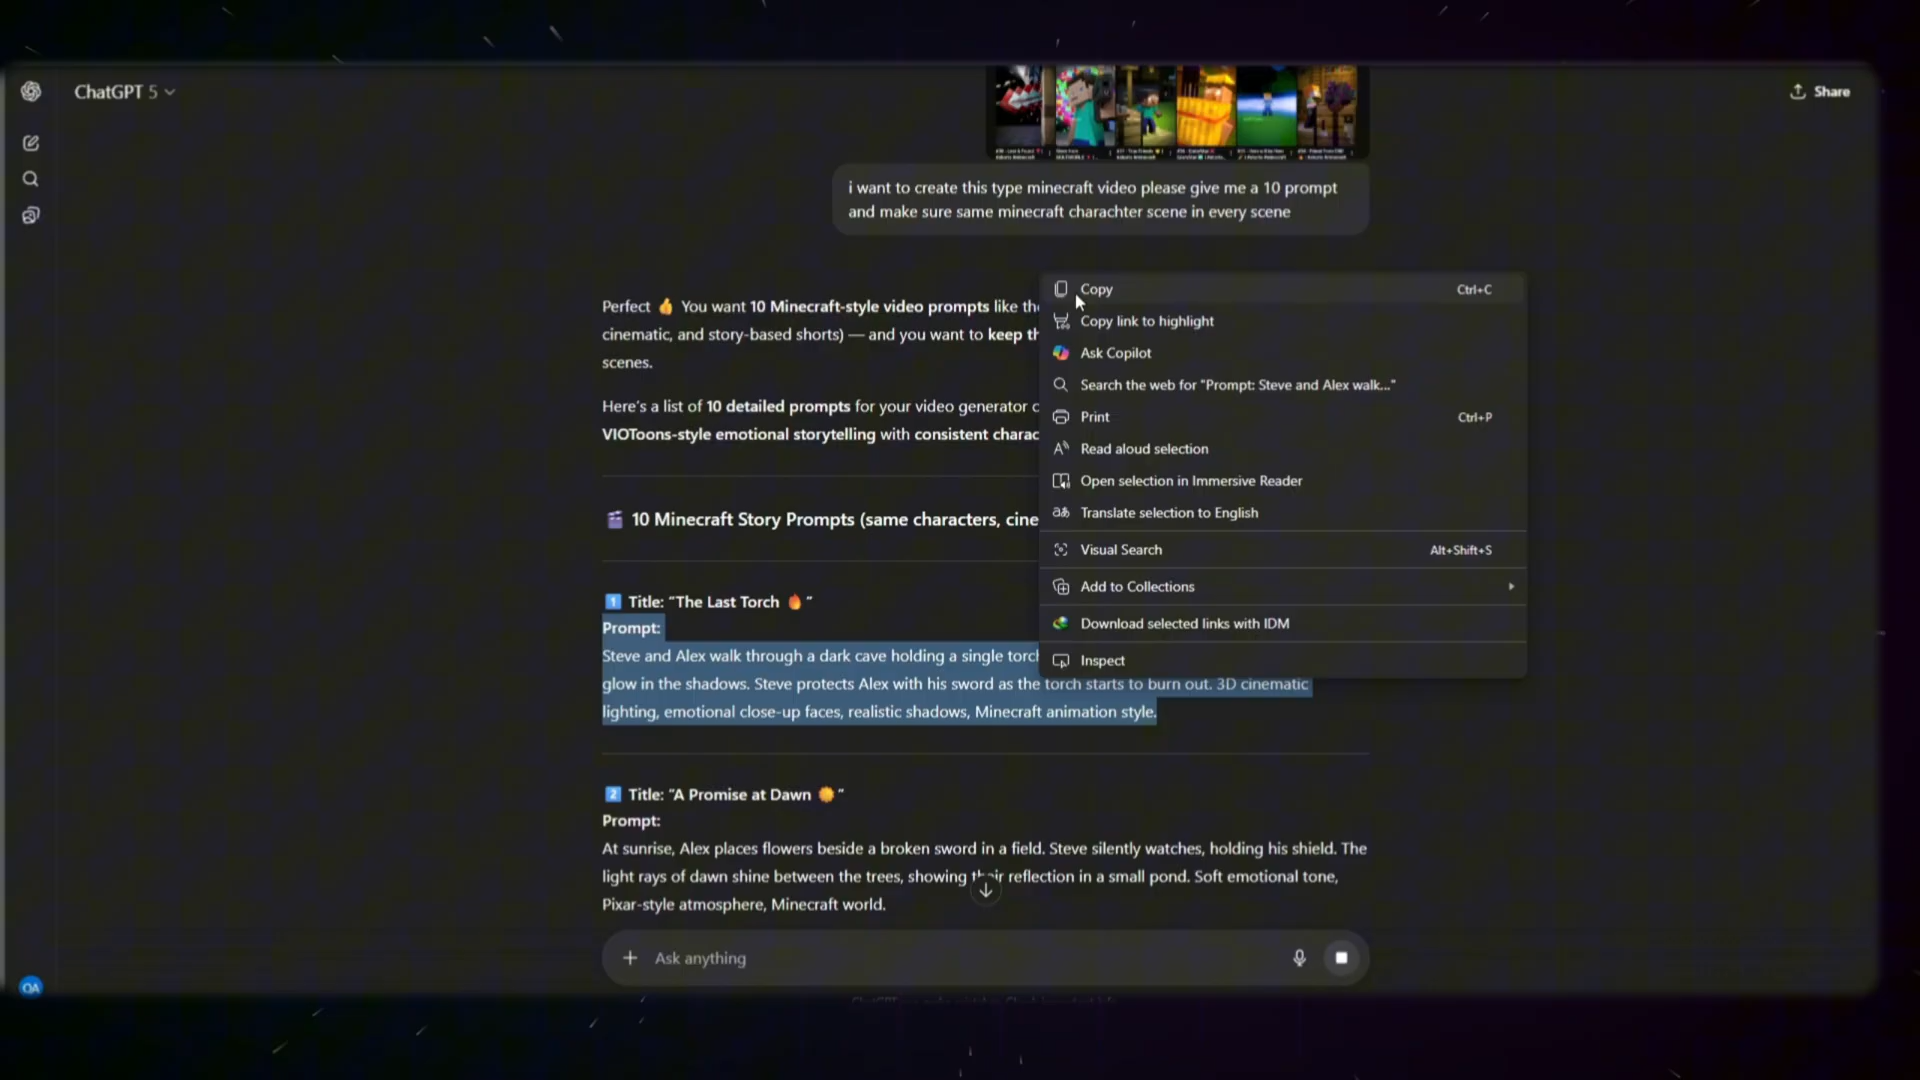 ChatGPT 5
Share
i want to create this type minecraft video please give me a 10 prompt
and make sure same minecraft charachter scene in every scene
Perfect 👍 You want 10 Minecraft-style video prompts like the
cinematic, and story-based shorts) — and you want to keep th
scenes.
Here's a list of 10 detailed prompts for your video generator
VIOToons-style emotional storytelling with consistent charac
🎬 10 Minecraft Story Prompts (same characters, cine
1️⃣ Title: "The Last Torch 🔥"
Prompt:
Steve and Alex walk through a dark cave holding a single torch
glow in the shadows. Steve protects Alex with his sword as the torch starts to burn out. 3D cinematic
lighting, emotional close-up faces, realistic shadows, Minecraft animation style.
2️⃣ Title: "A Promise at Dawn 🌞"
Prompt:
At sunrise, Alex places flowers beside a broken sword in a field. Steve silently watches, holding his shield. The
light rays of dawn shine between the trees, showing their reflection in a small pond. Soft emotional tone,
Pixar-style atmosphere, Minecraft world.
Ask anything
Copy Ctrl+C
Copy link to highlight
Ask Copilot
Search the web for "Prompt: Steve and Alex walk..."
Print Ctrl+P
Read aloud selection
Open selection in Immersive Reader
Translate selection to English
Visual Search Alt+Shift+S
Add to Collections
Download selected links with IDM
Inspect
QA